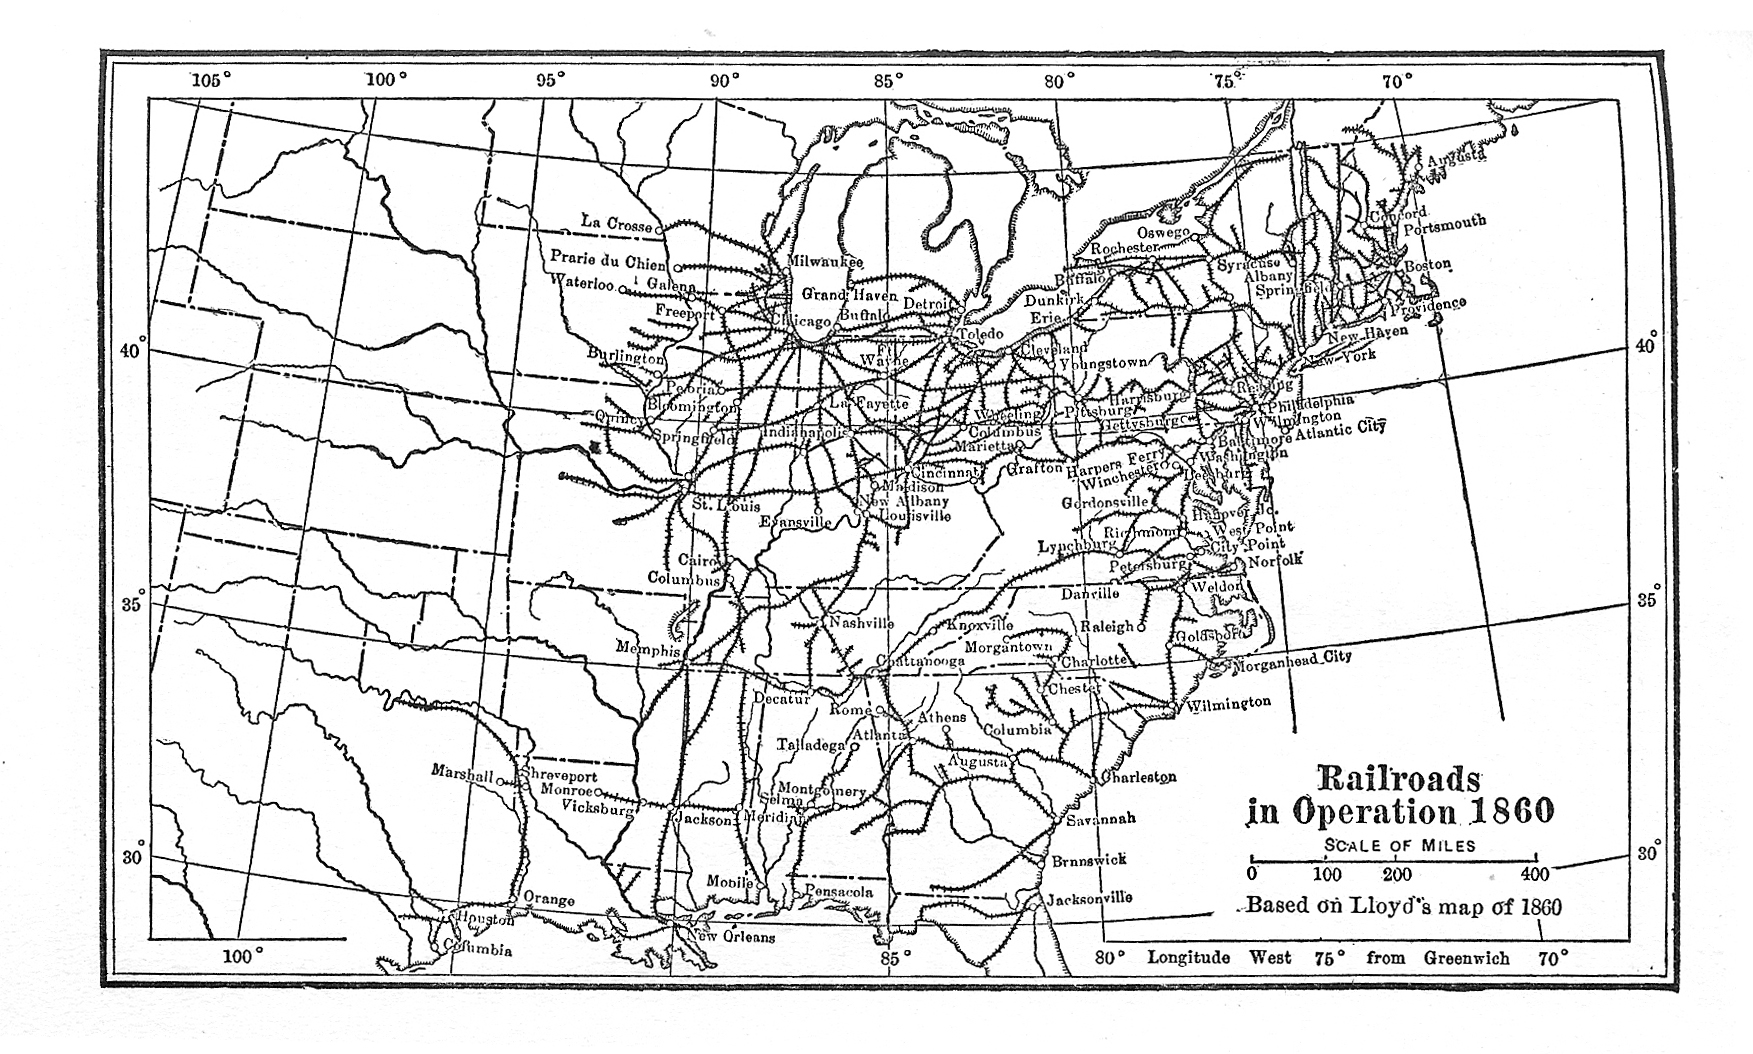 105° 100° 95° 90° 85° 80° 75° 70°
Augusta
La Crosse
Concord
Portsmouth
Oswego
Rochester
Prarie du Chien
Milwaukee
Syracuse
Boston
Waterloo
Galena
Buffalo
Albany
Springfield
Grand Haven
Detroit
Dunkirk
Providence
Freeport
Chicago
Buffalo
Erie
Toledo
New Haven
40°
40°
Burlington
Ft
Wayne
Cleveland
New York
Youngstown
Peoria
Reading
Bloomington
La Fayette
Harrisburg
Philadelphia
Quincy
Wheeling
Pittsburg
Gettysburg
Wilmington
Springfield
Indianapolis
Columbus
Baltimore
Atlantic City
Marietta
Washington
Cincinnati
Grafton
Harpers Ferry
Winchester
Madison
St. Louis
New Albany
Gordonsville
Evansville
Louisville
Hanover Jc.
Richmond
West Point
Lynchburg
City Point
Cairo
Petersburg
Norfolk
Columbus
Danville
Weldon
35°
35°
Nashville
Knoxville
Raleigh
Goldsboro
Memphis
Morgantown
Chattanooga
Charlotte
Morganhead City
Chester
Decatur
Rome
Wilmington
Athens
Columbia
Atlanta
Talladega
Augusta
Marshall
Shreveport
Charleston
Monroe
Montgomery
Vicksburg
Selma
Jackson
Meridian
Savannah
30°
30°
Brunswick
Mobile
Pensacola
Jacksonville
Orange
Houston
New Orleans
Columbia
Railroads
in Operation 1860
SCALE OF MILES
0 100 200 400
Based on Lloyd's map of 1860
100° 85° 80° Longitude West 75° from Greenwich 70°